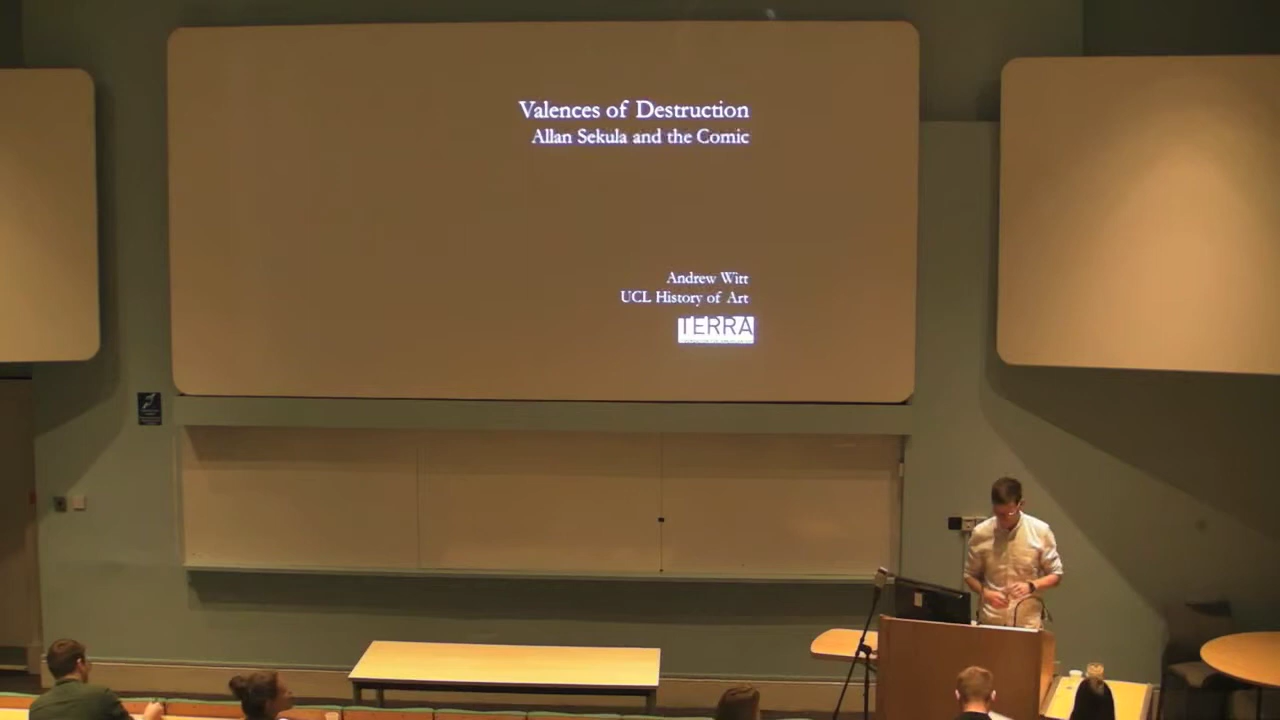 Valences of Destruction
Allan Sekula and the Comic
Andrew Witt
UCL History of Art
TERRA